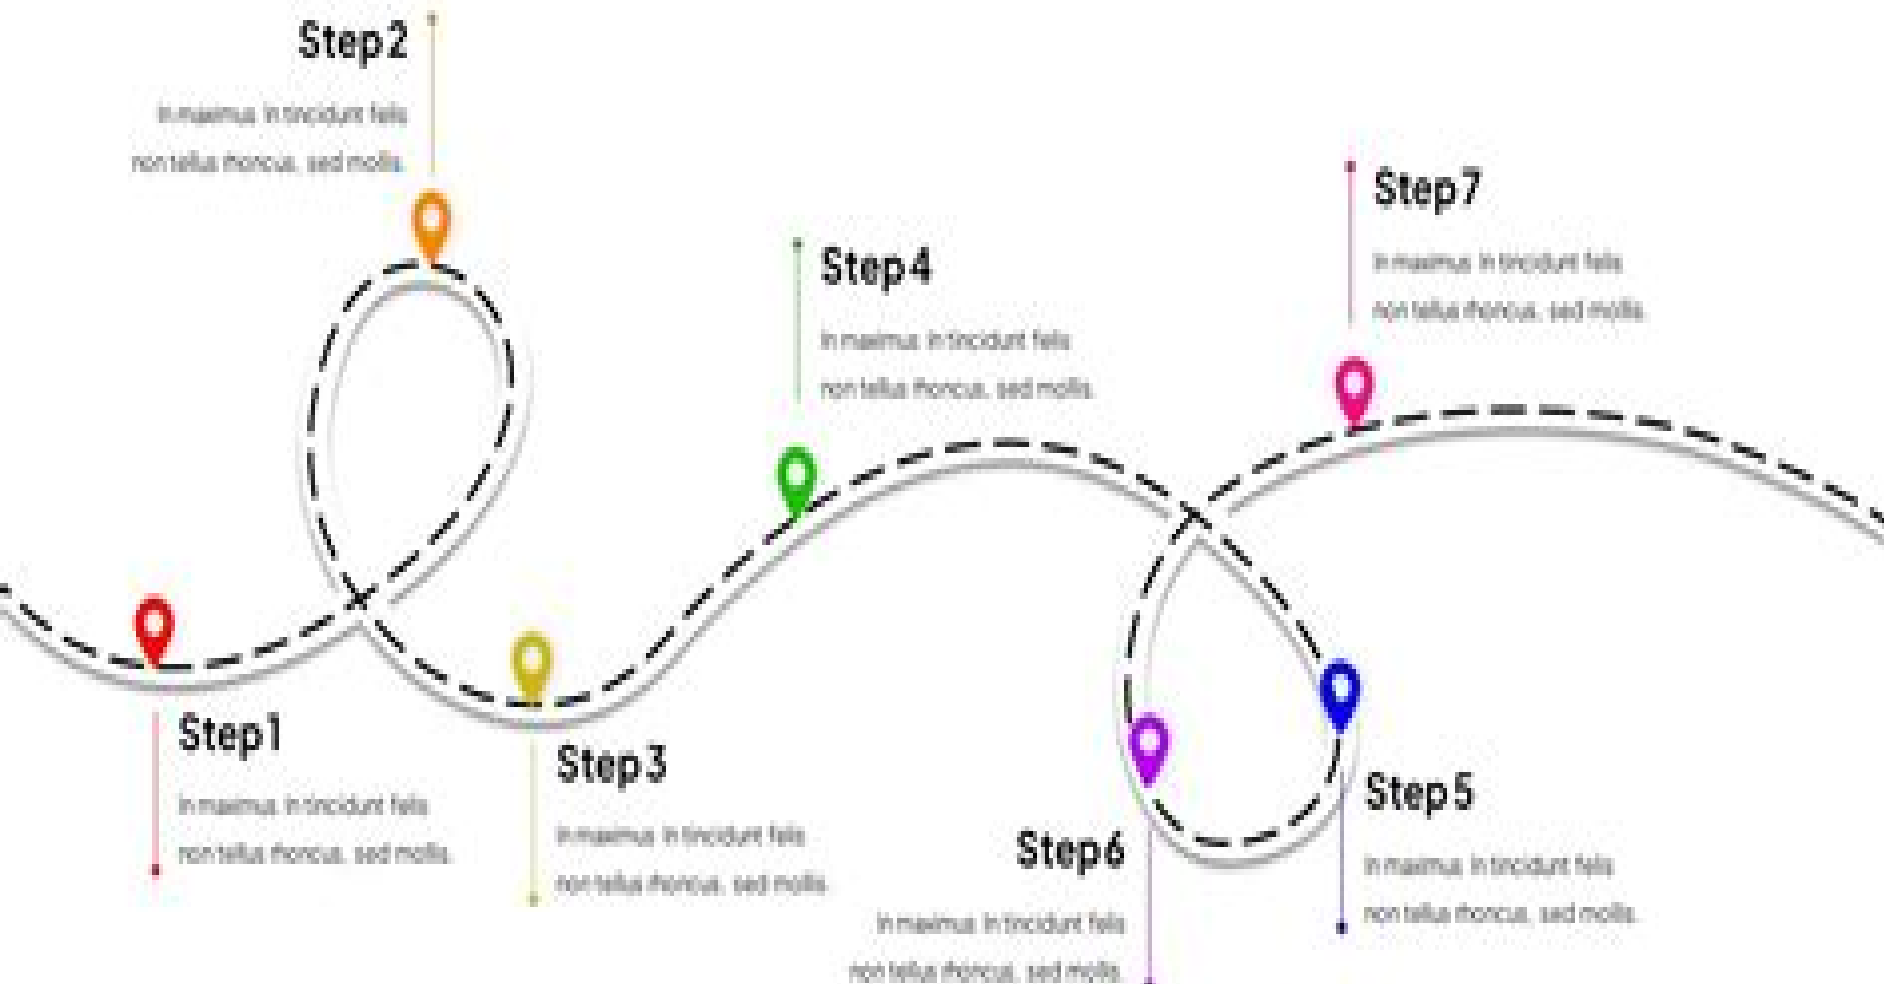 Step 1
In maximus in tincidunt felis
non tellus rhoncus, sed mollis.
Step 2
In maximus in tincidunt felis
non tellus rhoncus, sed mollis.
Step 3
In maximus in tincidunt felis
non tellus rhoncus, sed mollis.
Step 4
In maximus in tincidunt felis
non tellus rhoncus, sed mollis.
Step 5
In maximus in tincidunt felis
non tellus rhoncus, sed mollis.
Step 6
In maximus in tincidunt felis
non tellus rhoncus, sed mollis.
Step 7
In maximus in tincidunt felis
non tellus rhoncus, sed mollis.